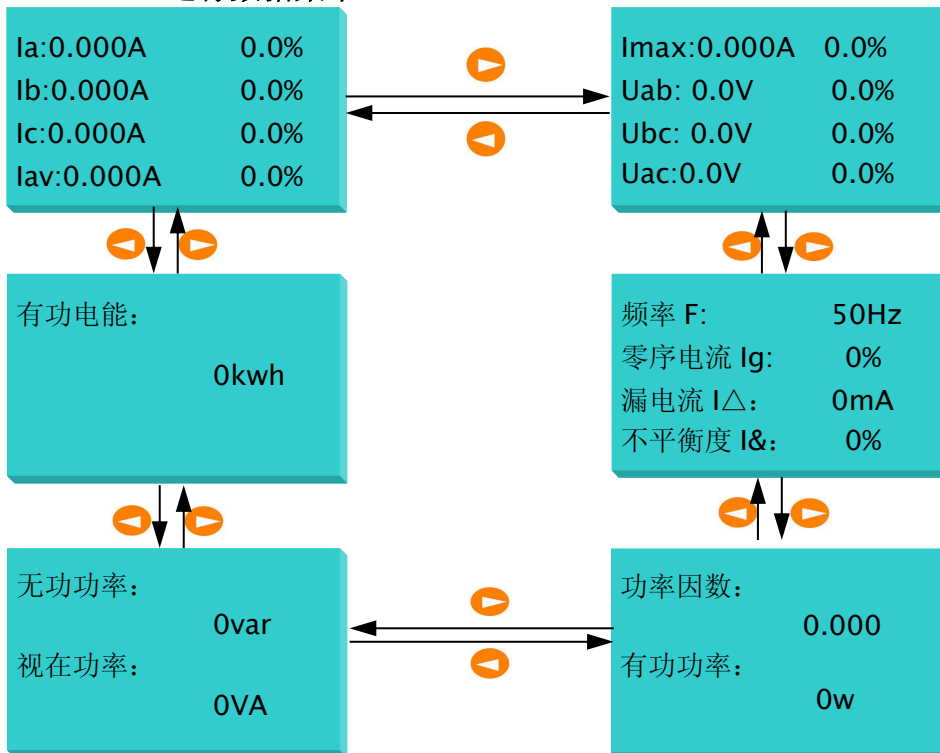 Ia:0.000A 0.0%
Ib:0.000A 0.0%
Ic:0.000A 0.0%
Iav:0.000A 0.0%
Imax:0.000A 0.0%
Uab: 0.0V 0.0%
Ubc: 0.0V 0.0%
Uac:0.0V 0.0%
有功电能：
0kwh
频率 F: 50Hz
零序电流 Ig: 0%
漏电流 I△： 0mA
不平衡度 I&： 0%
无功功率：
0var
视在功率：
0VA
功率因数：
0.000
有功功率：
0w